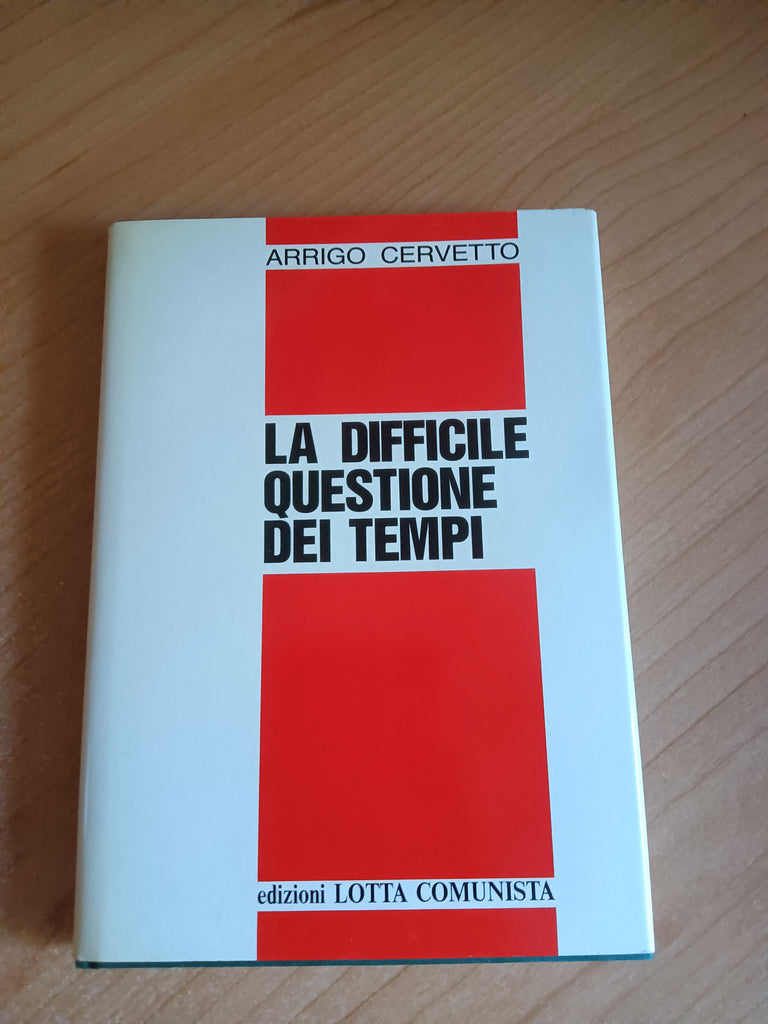 ARRIGO CERVETTO
LA DIFFICILE
QUESTIONE
DEI TEMPI
edizioni LOTTA COMUNISTA